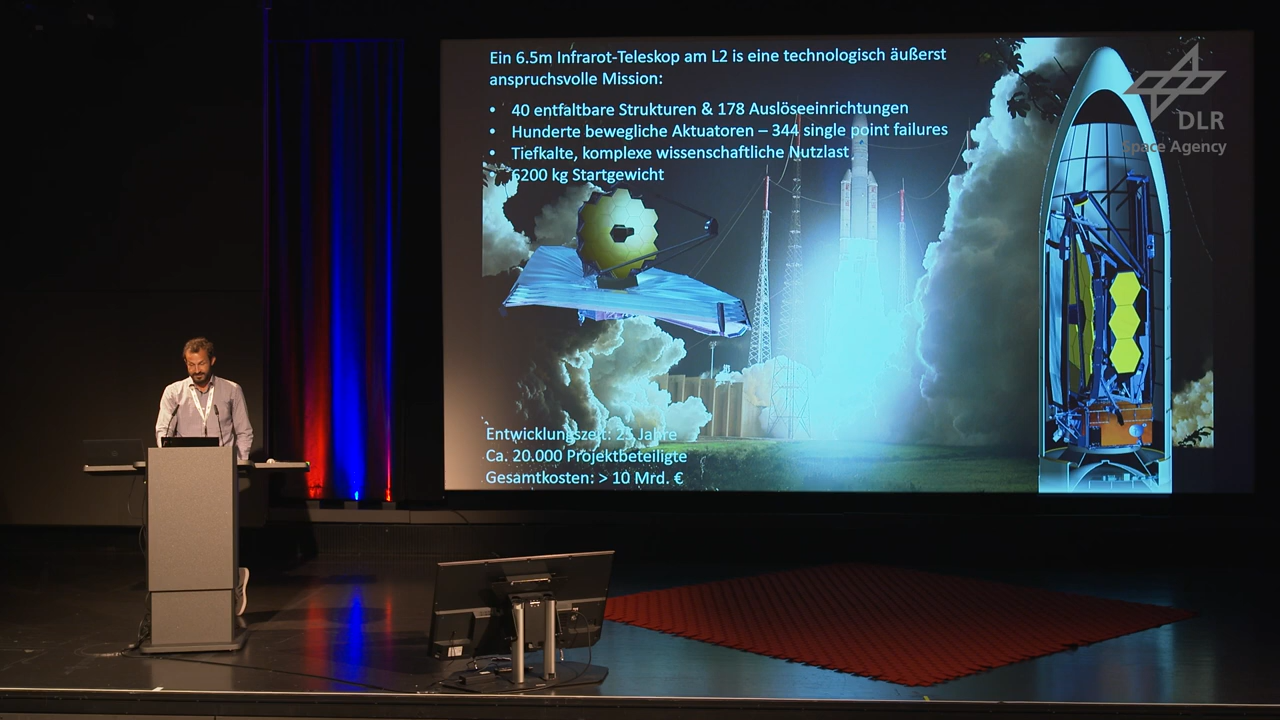 Ein 6.5m Infrarot-Teleskop am L2 is eine technologisch äußerst
anspruchsvolle Mission:
• 40 entfaltbare Strukturen & 178 Auslöseeinrichtungen
• Hunderte bewegliche Aktuatoren – 344 single point failures
• Tiefkalte, komplexe wissenschaftliche Nutzlast
• 6200 kg Startgewicht
DLR
Space Agency
Entwicklungszeit: 25 Jahre
Ca. 20.000 Projektbeteiligte
Gesamtkosten: > 10 Mrd. €